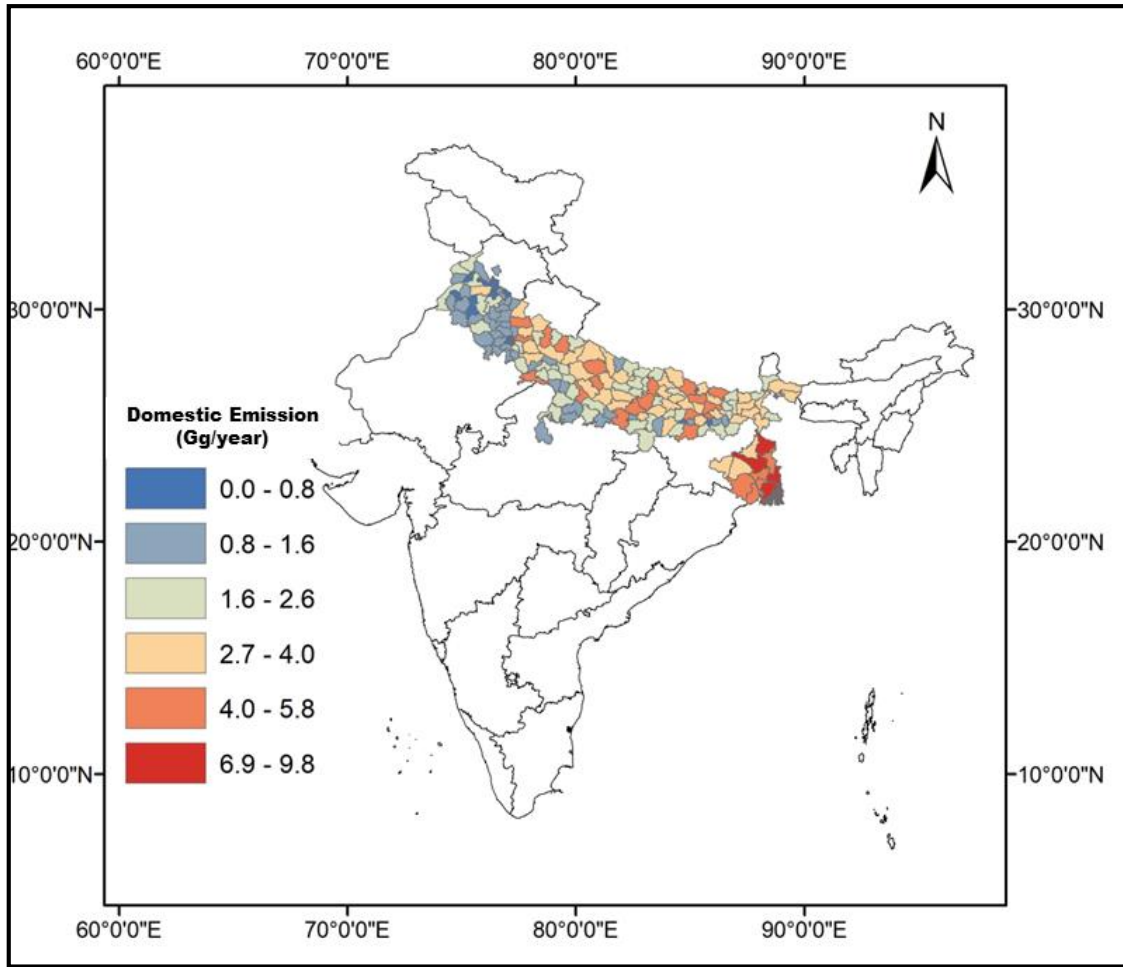 60°0'0"E 70°0'0"E 80°0'0"E 90°0'0"E
N
30°0'0"N 30°0'0"N
Domestic Emission
(Gg/year)
0.0 - 0.8
0.8 - 1.6
20°0'0"N 20°0'0"N
1.6 - 2.6
2.7 - 4.0
4.0 - 5.8
6.9 - 9.8
10°0'0"N 10°0'0"N
60°0'0"E 70°0'0"E 80°0'0"E 90°0'0"E